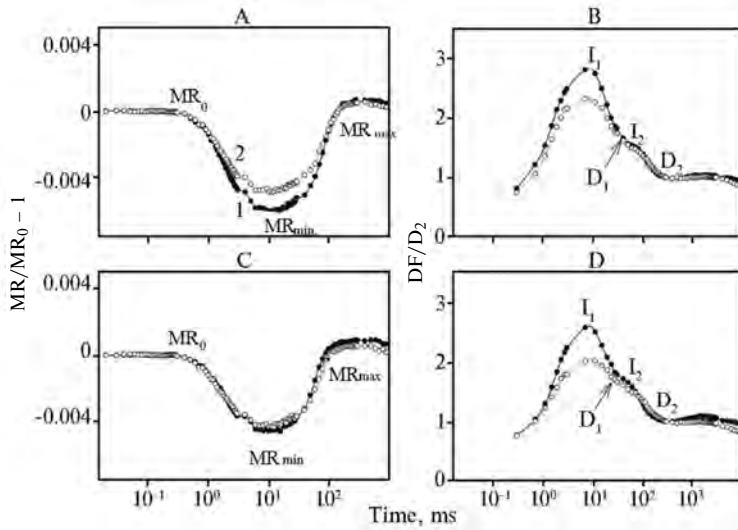 A
B
0.004
0
-0.004
MR/MR₀ – 1
MR₀
2
1
MRmin
MRmax
3
2
1
DF/D₂
I₁
I₂
D₁
D₂
C
D
0.004
0
-0.004
MR₀
MRmin
MRmax
3
2
1
I₁
I₂
D₁
D₂
10⁻¹ 10⁰ 10¹ 10² 10⁻¹ 10⁰ 10¹ 10² 10³
Time, ms